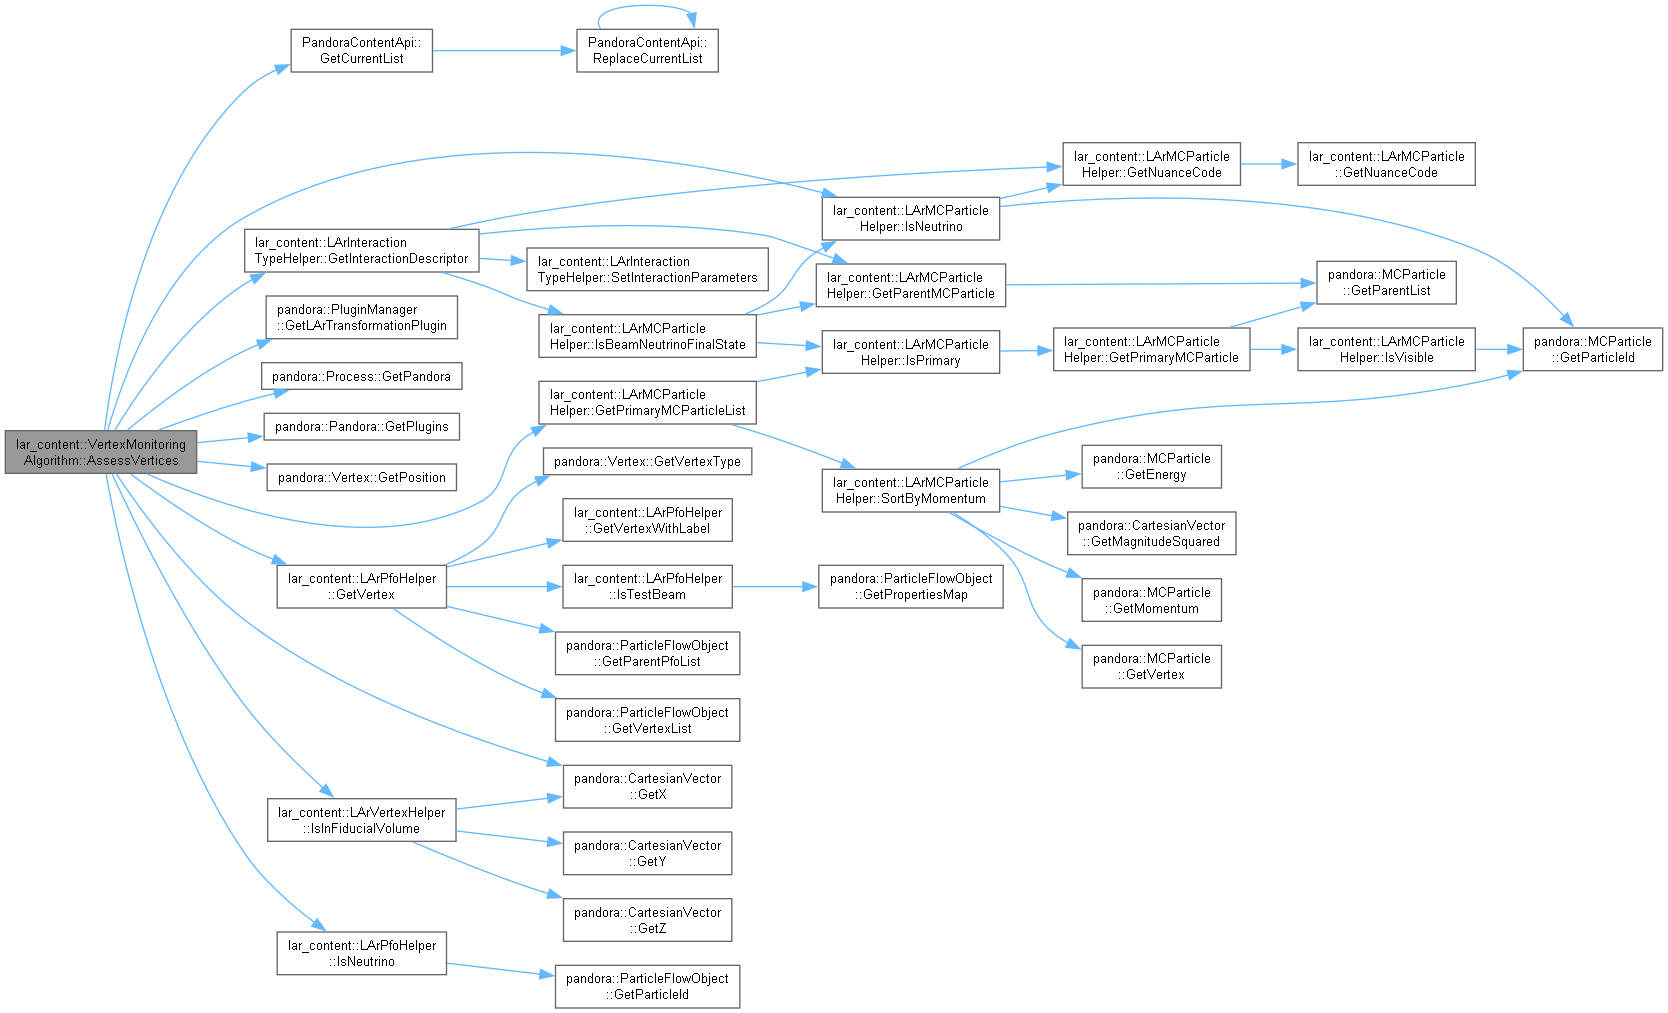 PandoraContentApi::
GetCurrentList
PandoraContentApi::
ReplaceCurrentList
lar_content::LArMCParticle
Helper::GetNuanceCode
lar_content::LArMCParticle
::GetNuanceCode
lar_content::LArMCParticle
Helper::IsNeutrino
lar_content::LArInteraction
TypeHelper::GetInteractionDescriptor
lar_content::LArInteraction
TypeHelper::SetInteractionParameters
lar_content::LArMCParticle
Helper::GetParentMCParticle
pandora::MCParticle
::GetParentList
pandora::PluginManager
::GetLArTransformationPlugin
lar_content::LArMCParticle
Helper::IsBeamNeutrinoFinalState
lar_content::LArMCParticle
Helper::IsPrimary
lar_content::LArMCParticle
Helper::GetPrimaryMCParticle
lar_content::LArMCParticle
Helper::IsVisible
pandora::MCParticle
::GetParticleId
pandora::Process::GetPandora
lar_content::LArMCParticle
Helper::GetPrimaryMCParticleList
pandora::Pandora::GetPlugins
lar_content::VertexMonitoring
Algorithm::AssessVertices
pandora::Vertex::GetPosition
pandora::Vertex::GetVertexType
lar_content::LArMCParticle
Helper::SortByMomentum
pandora::MCParticle
::GetEnergy
lar_content::LArPfoHelper
::GetVertexWithLabel
pandora::CartesianVector
::GetMagnitudeSquared
lar_content::LArPfoHelper
::GetVertex
lar_content::LArPfoHelper
::IsTestBeam
pandora::ParticleFlowObject
::GetPropertiesMap
pandora::MCParticle
::GetMomentum
pandora::ParticleFlowObject
::GetParentPfoList
pandora::MCParticle
::GetVertex
pandora::ParticleFlowObject
::GetVertexList
pandora::CartesianVector
::GetX
lar_content::LArVertexHelper
::IsInFiducialVolume
pandora::CartesianVector
::GetY
pandora::CartesianVector
::GetZ
lar_content::LArPfoHelper
::IsNeutrino
pandora::ParticleFlowObject
::GetParticleId